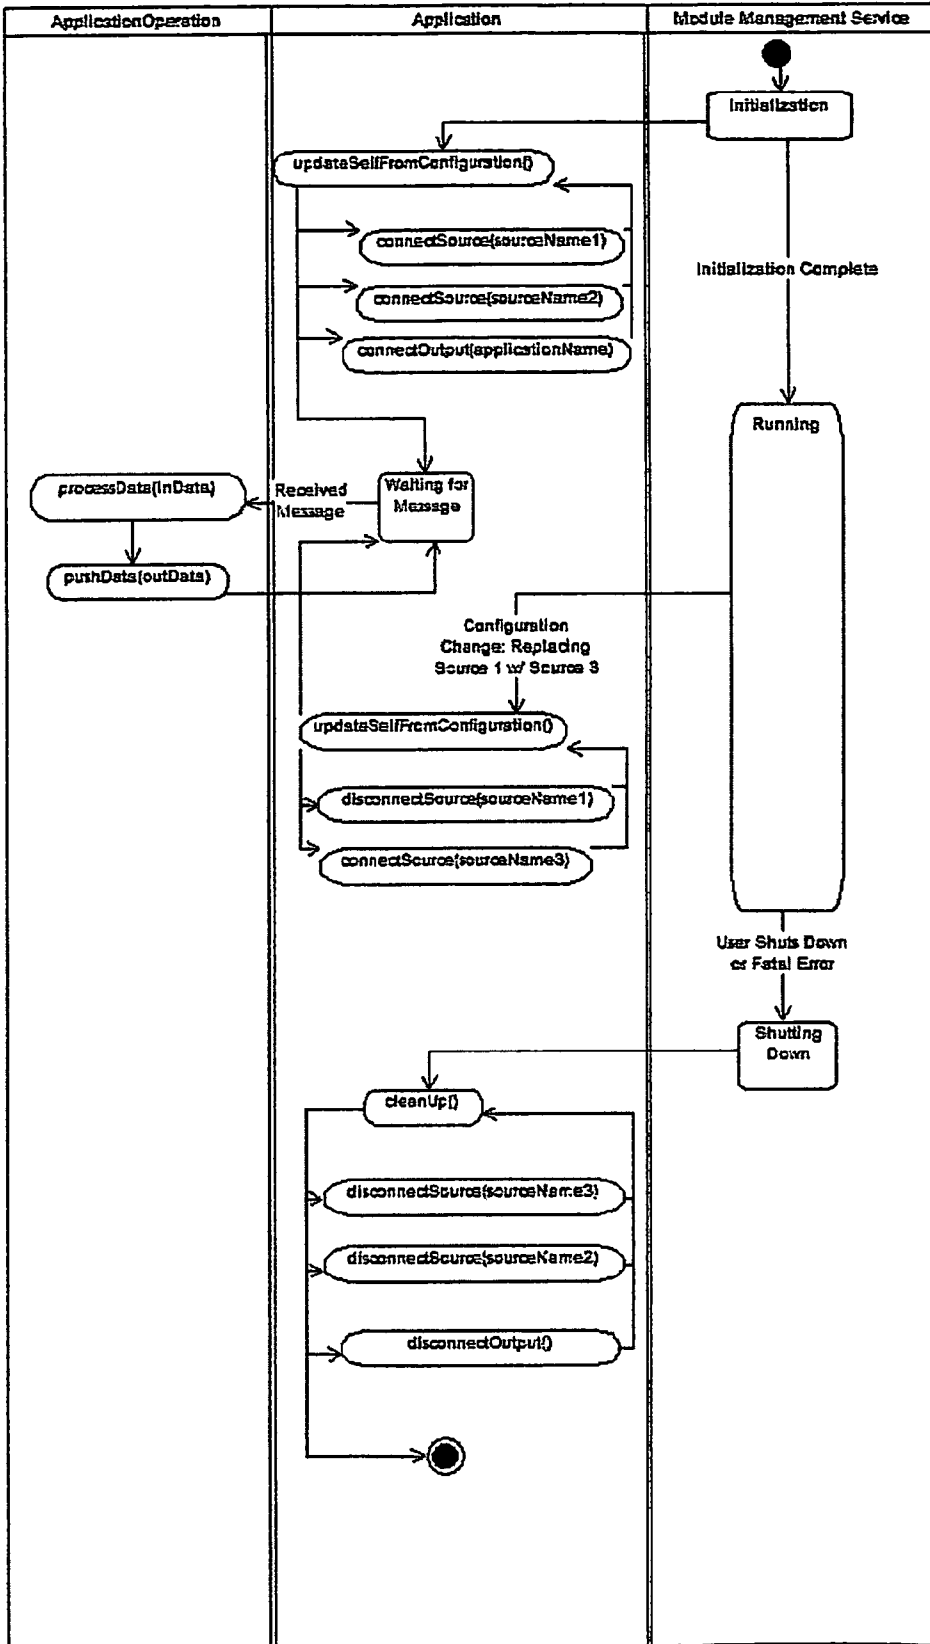 ApplicationOperation
Application
Module Management Service
Initialization
updateSelfFromConfiguration()
connectSource(sourceName1)
Initialization Complete
connectSource(sourceName2)
connectOutput(applicationName)
Running
processData(inData)
Received
Message
Waiting for
Message
pushData(outData)
Configuration
Change: Replacing
Source 1 w/ Source 3
updateSelfFromConfiguration()
disconnectSource(sourceName1)
connectSource(sourceName3)
User Shuts Down
or Fatal Error
Shutting
Down
cleanUp()
disconnectSource(sourceName3)
disconnectSource(sourceName2)
disconnectOutput()